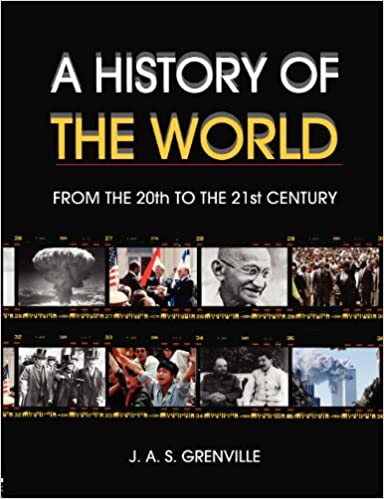 A HISTORY OF
THE WORLD
FROM THE 20th TO THE 21st CENTURY
J. A. S. GRENVILLE